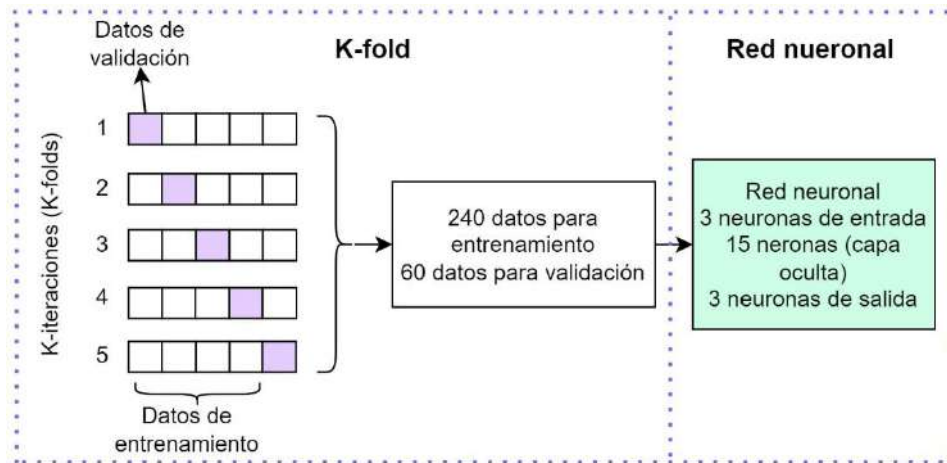 K-fold
Red nueronal
Datos de
validación
K-iteraciones (K-folds)
1
2
3
4
5
Datos de
entrenamiento
240 datos para
entrenamiento
60 datos para validación
Red neuronal
3 neuronas de entrada
15 neronas (capa
oculta)
3 neuronas de salida